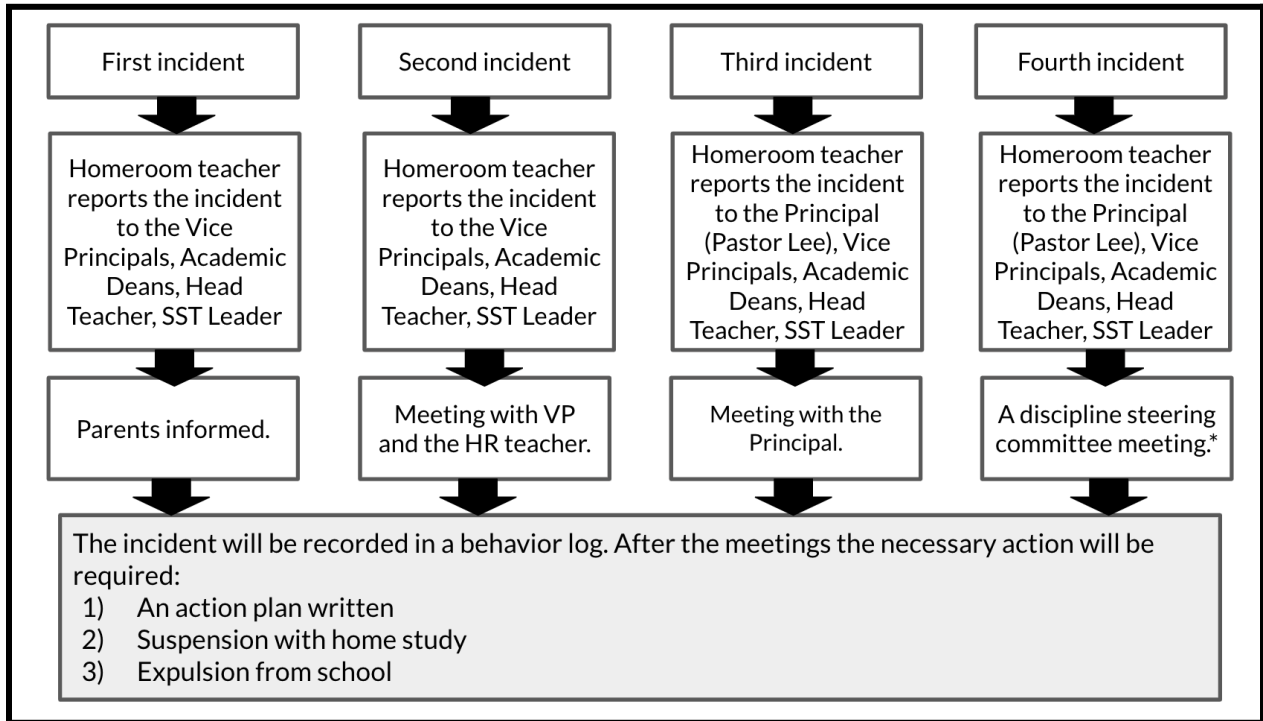 First incident
Homeroom teacher
reports the incident
to the Vice
Principals, Academic
Deans, Head
Teacher, SST Leader
Parents informed.
Second incident
Homeroom teacher
reports the incident
to the Vice
Principals, Academic
Deans, Head
Teacher, SST Leader
Meeting with VP
and the HR teacher.
Third incident
Homeroom teacher
reports the incident
to the Principal
(Pastor Lee), Vice
Principals, Academic
Deans, Head
Teacher, SST Leader
Meeting with the
Principal.
Fourth incident
Homeroom teacher
reports the incident
to the Principal
(Pastor Lee), Vice
Principals, Academic
Deans, Head
Teacher, SST Leader
A discipline steering
committee meeting.*
The incident will be recorded in a behavior log. After the meetings the necessary action will be
required:
1) An action plan written
2) Suspension with home study
3) Expulsion from school